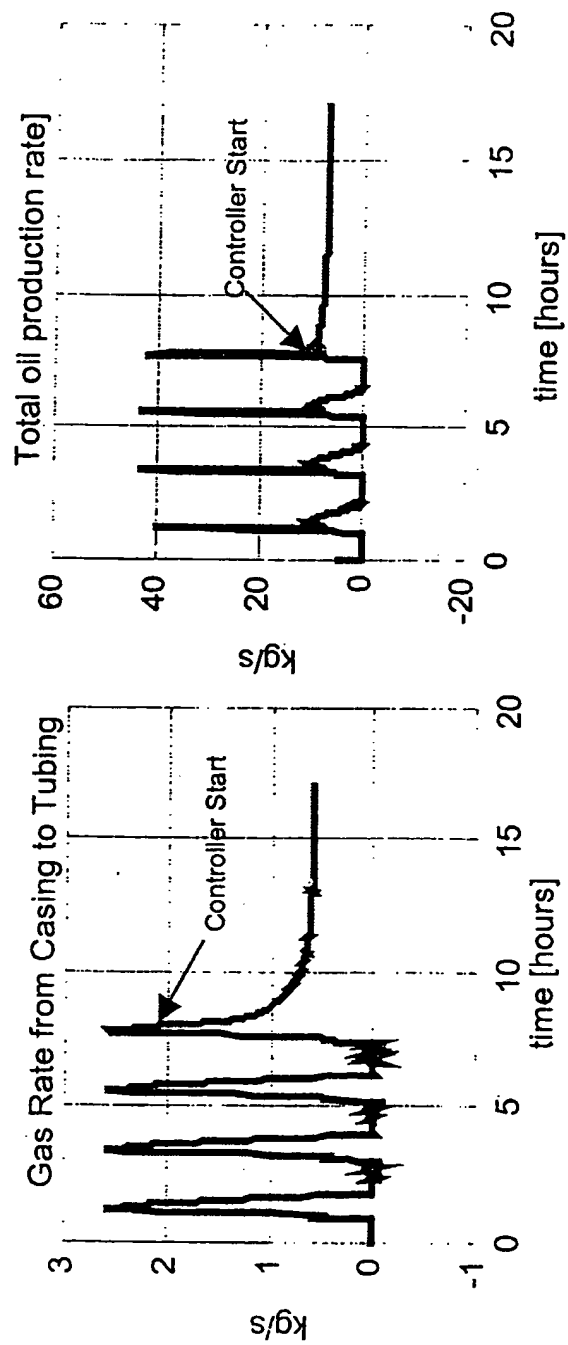 Gas Rate from Casing to Tubing
kg/s
3
2
1
0
-1
Controller Start
0
5
10
15
20
time [hours]
Total oil production rate]
kg/s
60
40
20
0
-20
Controller Start
0
5
10
15
20
time [hours]